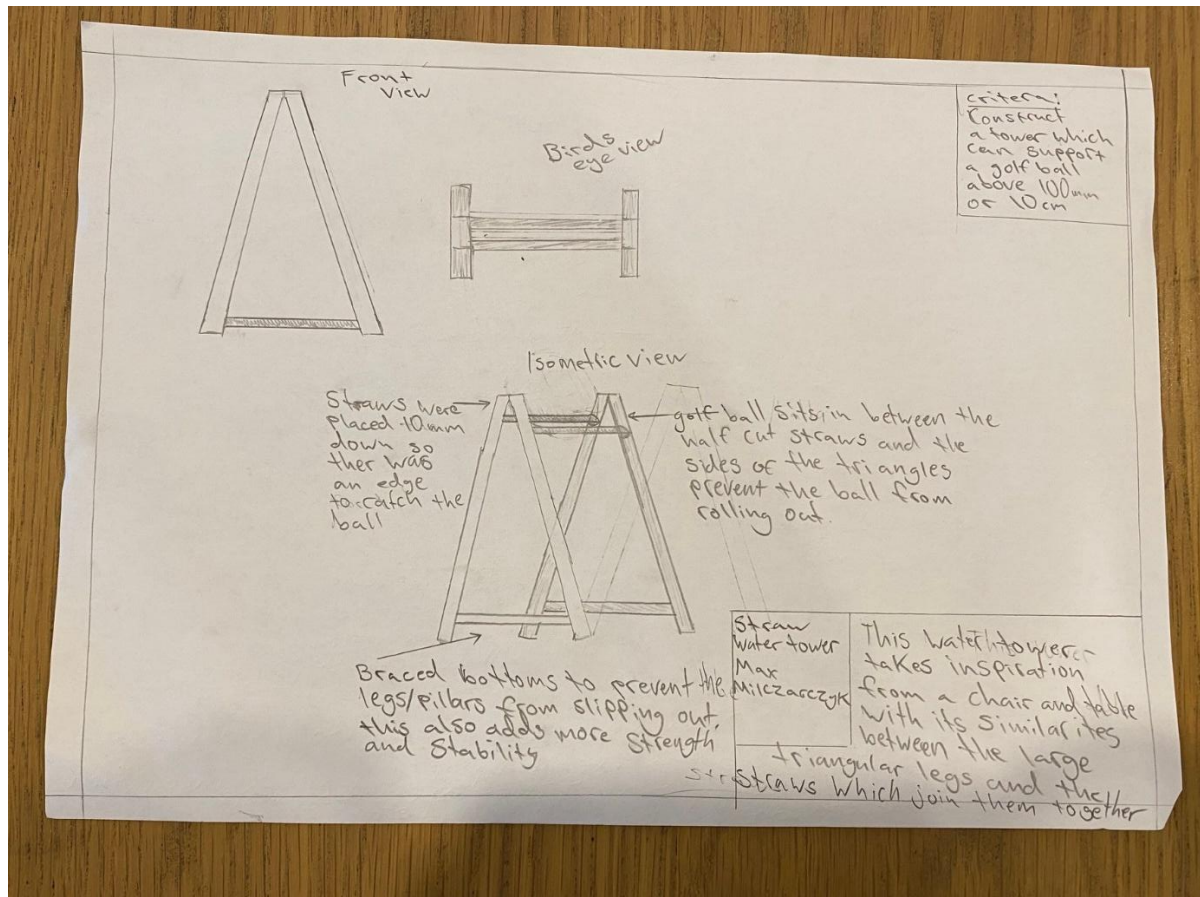 Front
View
Birds
eye view
critera:
Construct
a tower which
can support
a golf ball
above 100mm
or 10cm
Isometric view
Straws were
placed 10mm
down so
ther was
an edge
to catch the
ball
golf ball sits in between the
half cut straws and the
sides of the triangles
prevent the ball from
rolling out.
Braced bottoms to prevent the
legs/pillars from slipping out,
this also adds more strength
and Stability
Straw
water tower
Max
Milczarczyk
This water tower
takes inspiration
from a chair and table
with its similarites
between the large
triangular legs and the
straws which join them together